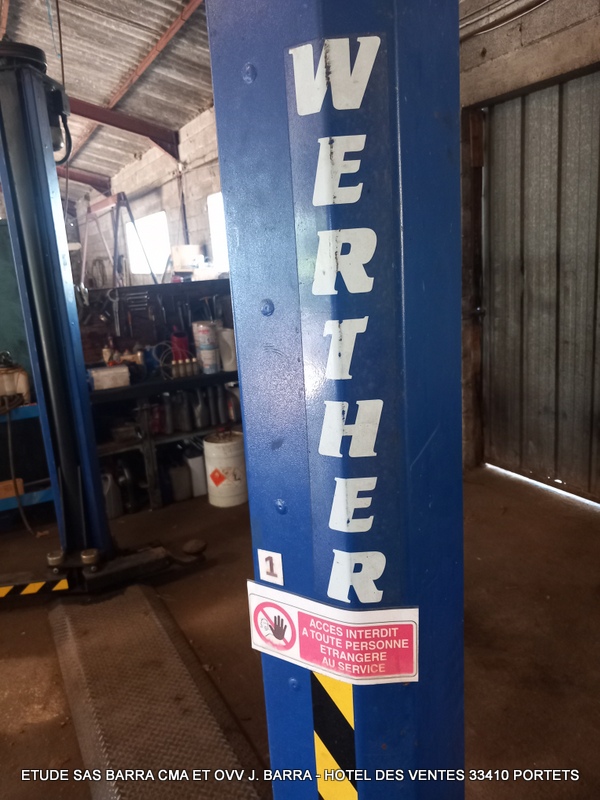 WERTHER
1
ACCES INTERDIT
A TOUTE PERSONNE
ETRANGERE
AU SERVICE
ETUDE SAS BARRA CMA ET OVV J. BARRA - HOTEL DES VENTES 33410 PORTETS